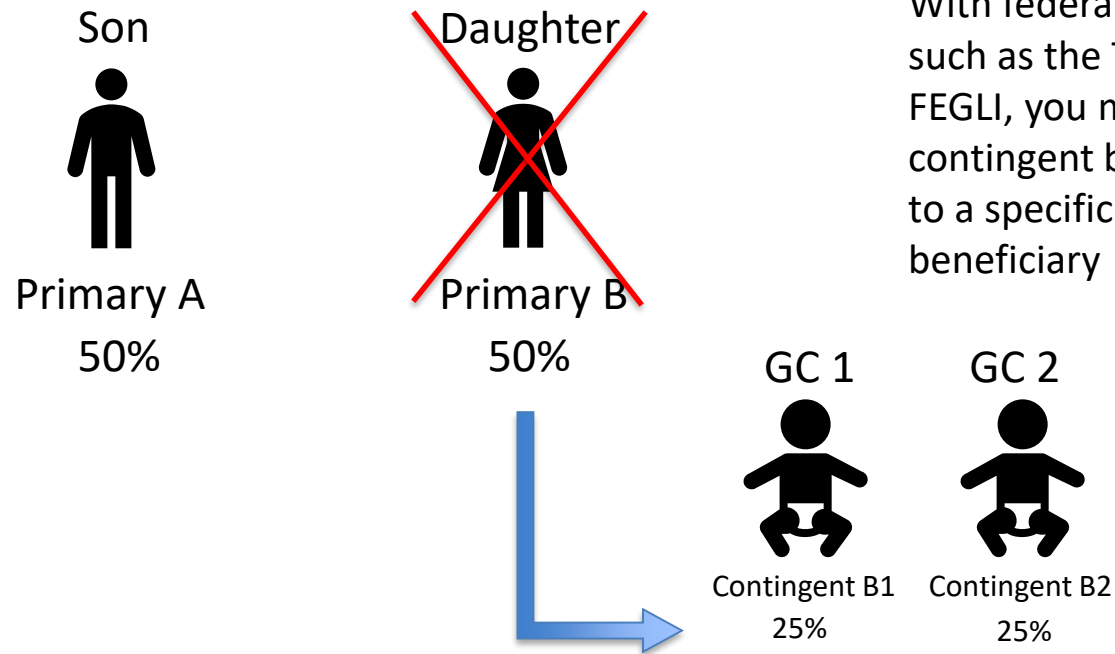 Son
Daughter
With federal
such as the
FEGLI, you
contingent
to a specific
beneficiary
Primary A
Primary B
50%
50%
GC 1
GC 2
Contingent B1
Contingent B2
25%
25%